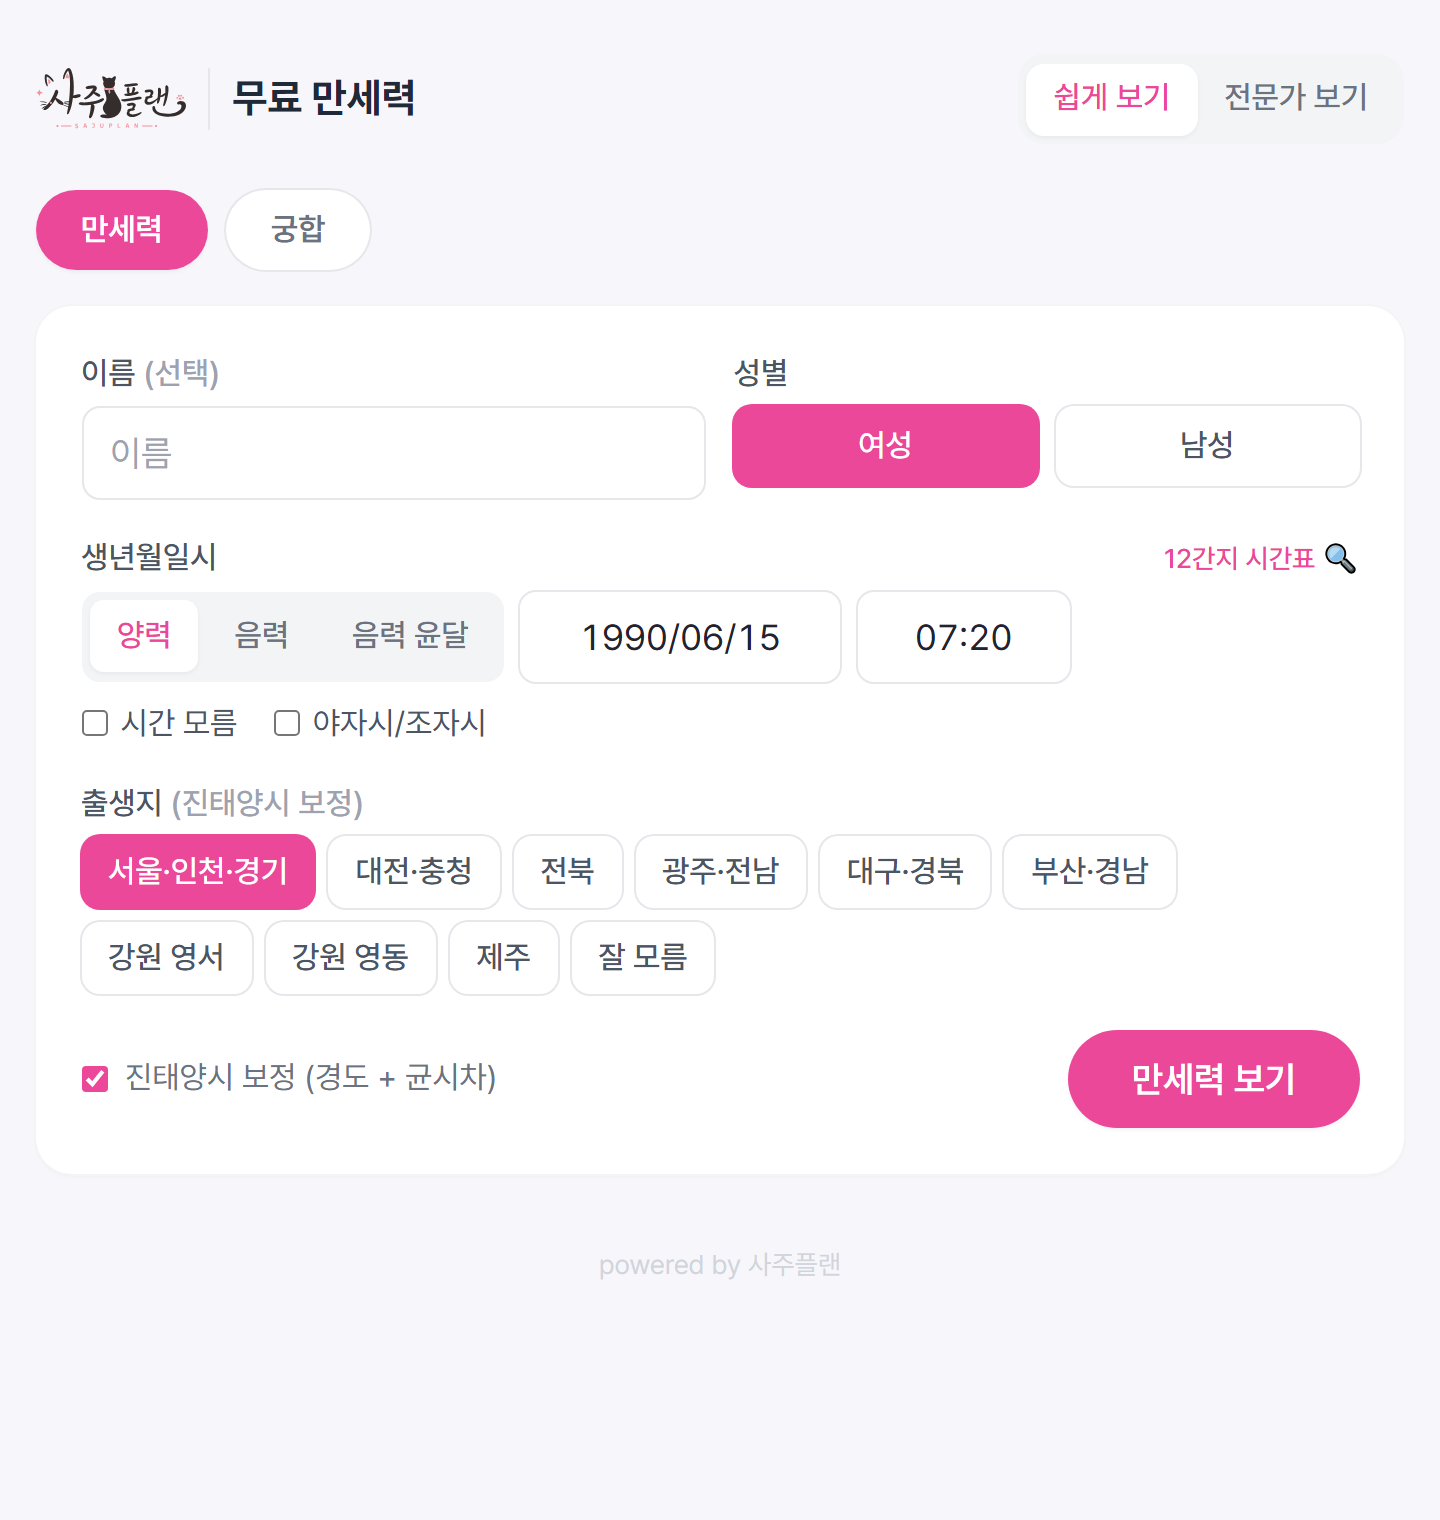 사주플랜
SAJUPLAN
무료 만세력
쉽게 보기 전문가 보기
만세력 궁합
이름 (선택)
이름
성별
여성 남성
생년월일시
12간지 시간표
양력 음력 음력 윤달 1990/06/15 07:20
시간 모름 야자시/조자시
출생지 (진태양시 보정)
서울·인천·경기 대전·충청 전북 광주·전남 대구·경북 부산·경남
강원 영서 강원 영동 제주 잘 모름
진태양시 보정 (경도 + 균시차)
만세력 보기
powered by 사주플랜